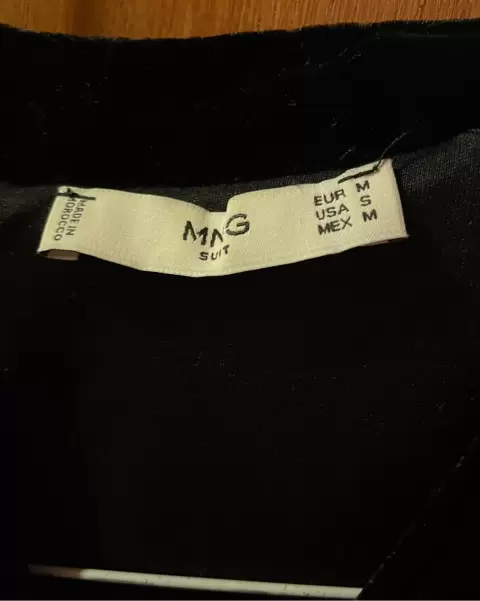 MADE IN
MOROCCO
MNG
SUIT
EUR M
USA S
MEX M